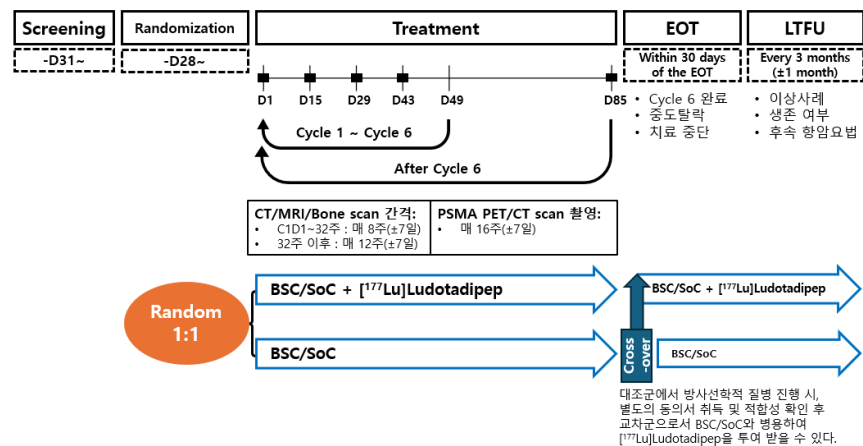 Screening
Randomization
Treatment
EOT
LTFU
-D31~
-D28~
Within 30 days
of the EOT
Every 3 months
(±1 month)
D1
D15
D29
D43
D49
D85
Cycle 1 ~ Cycle 6
After Cycle 6
• Cycle 6 완료
• 중도탈락
• 치료 중단
• 이상사례
• 생존 여부
• 후속 항암요법
CT/MRI/Bone scan 간격:
• C1D1~32주 : 매 8주(±7일)
• 32주 이후 : 매 12주(±7일)
PSMA PET/CT scan 촬영:
• 매 16주(±7일)
Random
1:1
BSC/SoC + [¹⁷⁷Lu]Ludotadipep
BSC/SoC
Cross
-over
BSC/SoC + [¹⁷⁷Lu]Ludotadipep
BSC/SoC
대조군에서 방사선학적 질병 진행 시,
별도의 동의서 취득 및 적합성 확인 후
교차군으로서 BSC/SoC와 병용하여
[¹⁷⁷Lu]Ludotadipep을 투여 받을 수 있다.